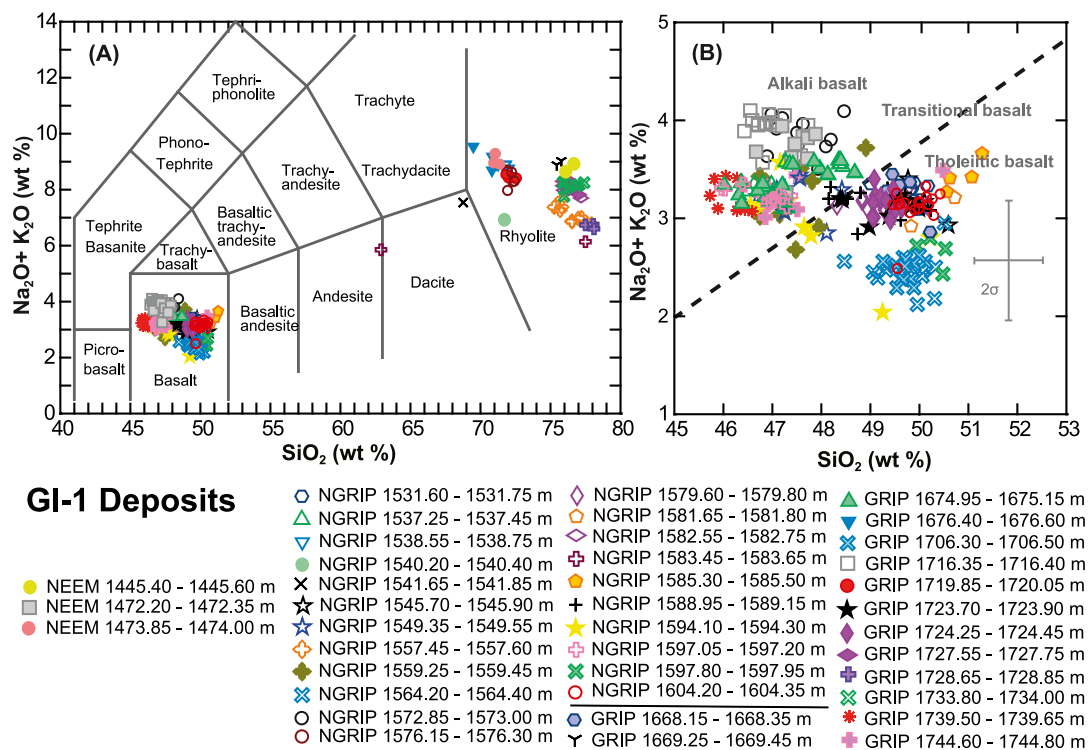 (A)
Na₂O+ K₂O (wt %)
14
12
10
8
6
4
2
0
40
45
50
55
60
65
70
75
80
SiO₂ (wt %)
Tephri-
phonolite
Phono-
Tephrite
Tephrite
Basanite
Trachy-
basalt
Basaltic
trachy-
andesite
Trachy-
andesite
Trachyte
Trachydacite
Rhyolite
Dacite
Andesite
Basaltic
andesite
Basalt
Picro-
basalt
(B)
Na₂O+ K₂O (wt %)
5
4
3
2
1
45
46
47
48
49
50
51
52
53
SiO₂ (wt %)
Alkali basalt
Transitional basalt
Tholeiitic basalt
2σ
GI-1 Deposits
NEEM 1445.40 - 1445.60 m
NEEM 1472.20 - 1472.35 m
NEEM 1473.85 - 1474.00 m
NGRIP 1531.60 - 1531.75 m
NGRIP 1537.25 - 1537.45 m
NGRIP 1538.55 - 1538.75 m
NGRIP 1540.20 - 1540.40 m
NGRIP 1541.65 - 1541.85 m
NGRIP 1545.70 - 1545.90 m
NGRIP 1549.35 - 1549.55 m
NGRIP 1557.45 - 1557.60 m
NGRIP 1559.25 - 1559.45 m
NGRIP 1564.20 - 1564.40 m
NGRIP 1572.85 - 1573.00 m
NGRIP 1576.15 - 1576.30 m
NGRIP 1579.60 - 1579.80 m
NGRIP 1581.65 - 1581.80 m
NGRIP 1582.55 - 1582.75 m
NGRIP 1583.45 - 1583.65 m
NGRIP 1585.30 - 1585.50 m
NGRIP 1588.95 - 1589.15 m
NGRIP 1594.10 - 1594.30 m
NGRIP 1597.05 - 1597.20 m
NGRIP 1597.80 - 1597.95 m
NGRIP 1604.20 - 1604.35 m
GRIP 1668.15 - 1668.35 m
GRIP 1669.25 - 1669.45 m
GRIP 1674.95 - 1675.15 m
GRIP 1676.40 - 1676.60 m
GRIP 1706.30 - 1706.50 m
GRIP 1716.35 - 1716.40 m
GRIP 1719.85 - 1720.05 m
GRIP 1723.70 - 1723.90 m
GRIP 1724.25 - 1724.45 m
GRIP 1727.55 - 1727.75 m
GRIP 1728.65 - 1728.85 m
GRIP 1733.80 - 1734.00 m
GRIP 1739.50 - 1739.65 m
GRIP 1744.60 - 1744.80 m